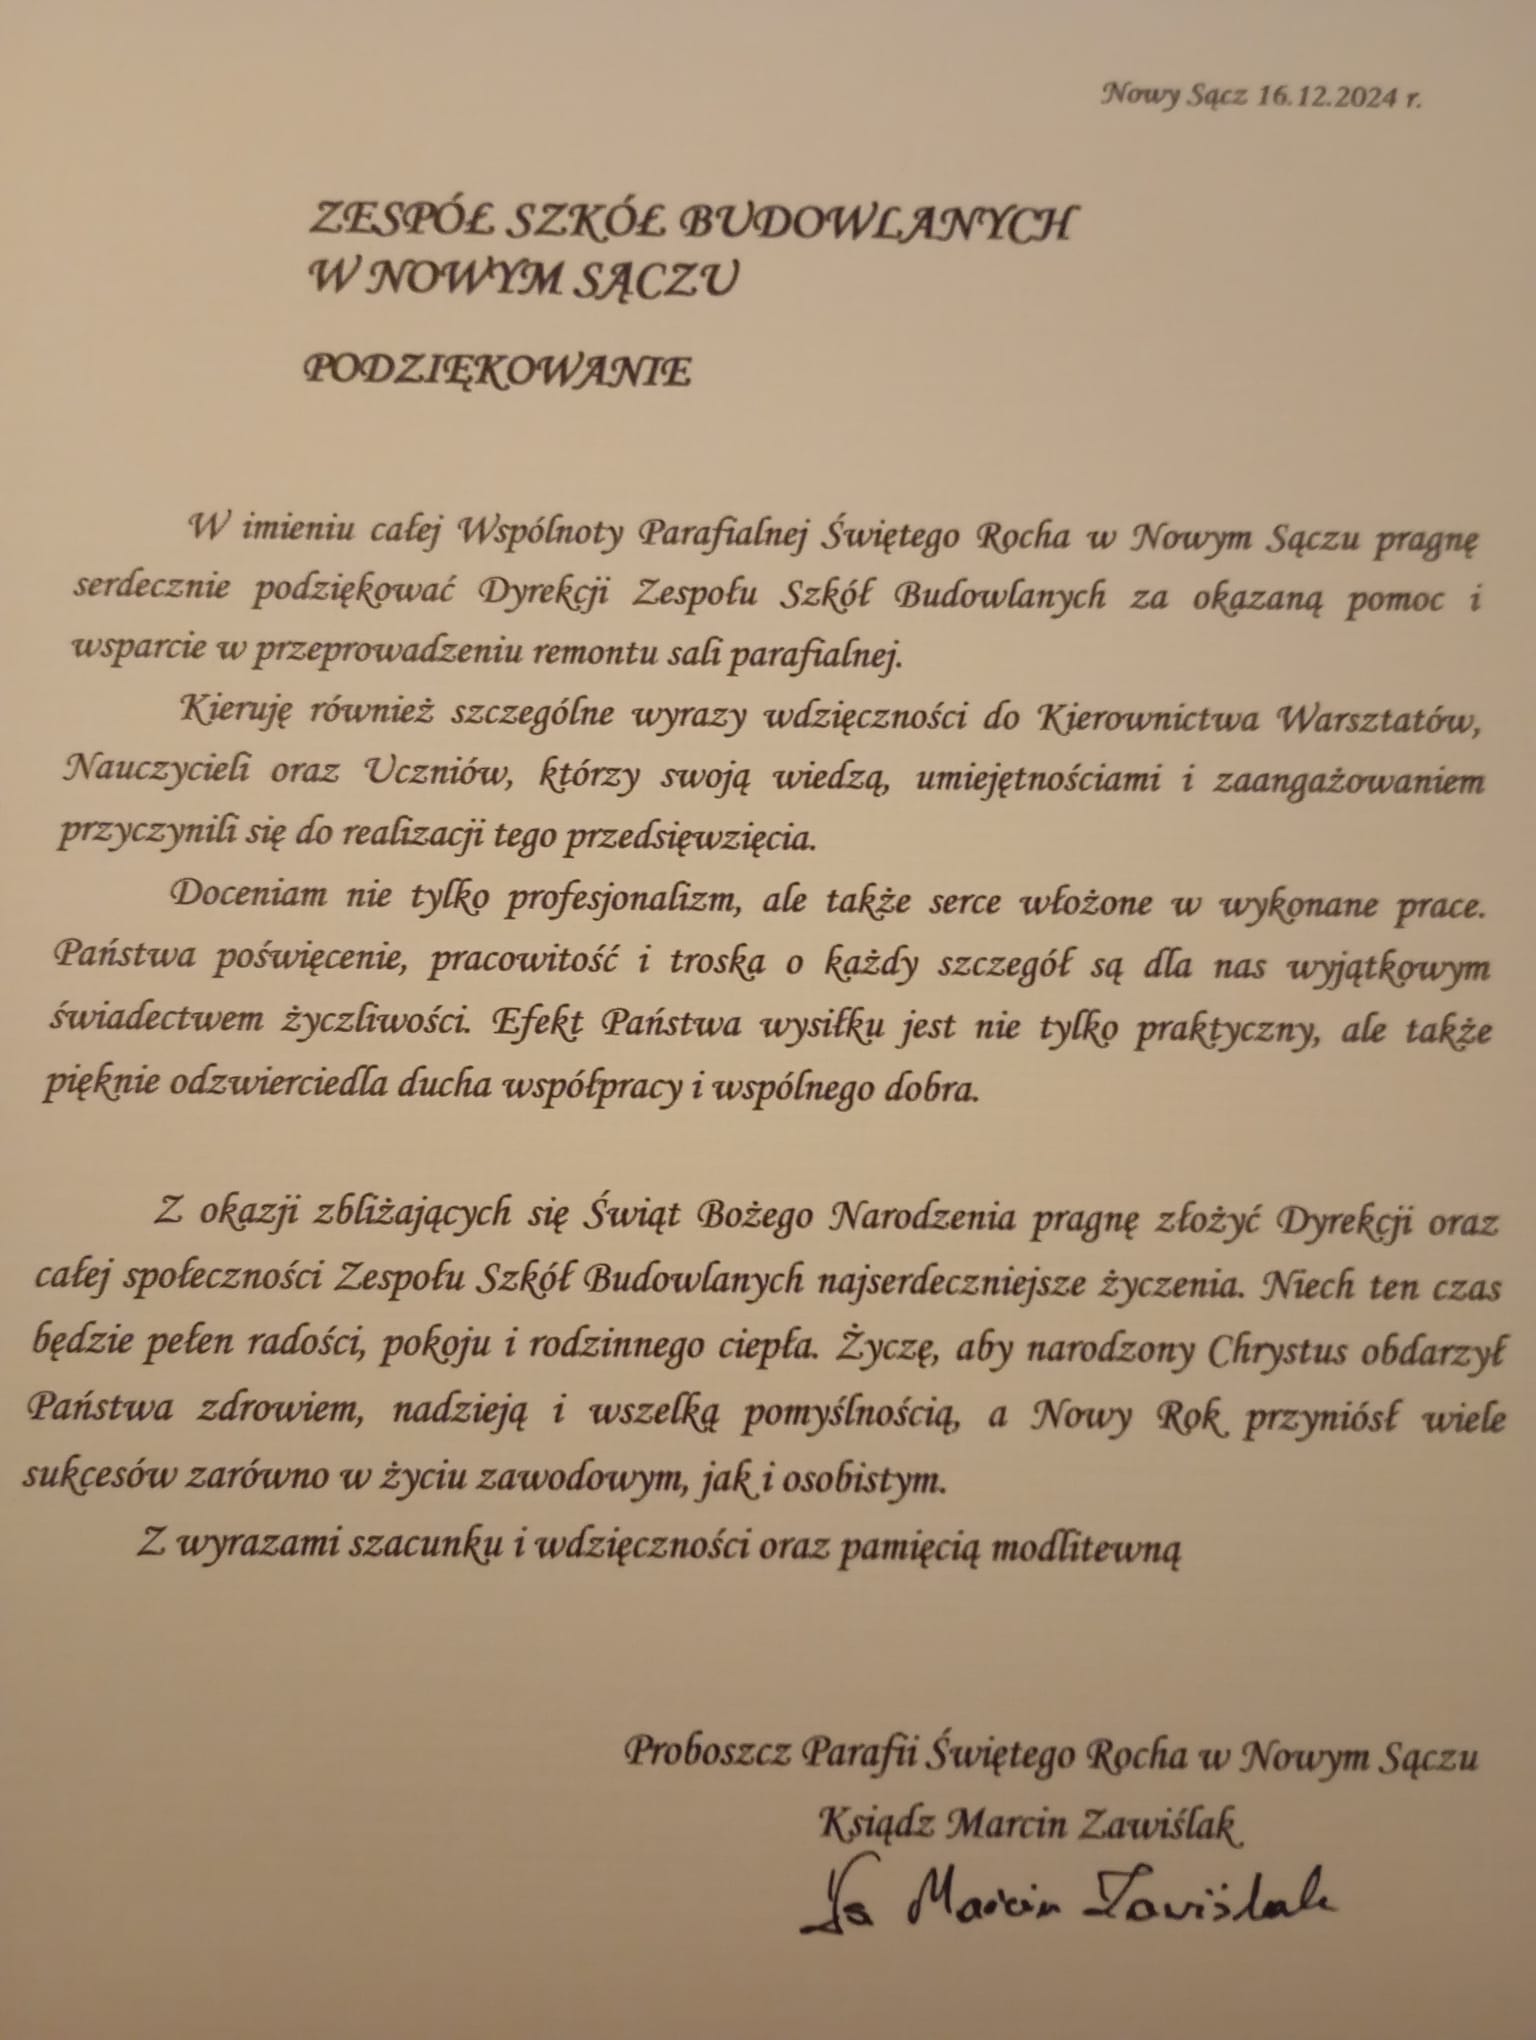 Nowy Sącz 16.12.2024 r.
ZESPÓŁ SZKÓŁ BUDOWLANYCH
W NOWYM SĄCZU
PODZIĘKOWANIE
W imieniu całej Wspólnoty Parafialnej Świętego Rocha w Nowym Sączu pragnę
serdecznie podziękować Dyrekcji Zespołu Szkół Budowlanych za okazaną pomoc i
wsparcie w przeprowadzeniu remontu sali parafialnej.
Kieruję również szczególne wyrazy wdzięczności do Kierownictwa Warsztatów,
Nauczycieli oraz Uczniów, którzy swoją wiedzą, umiejętnościami i zaangażowaniem
przyczynili się do realizacji tego przedsięwzięcia.
Doceniam nie tylko profesjonalizm, ale także serce włożone w wykonane prace.
Państwa poświęcenie, pracowitość i troska o każdy szczegół są dla nas wyjątkowym
świadectwem życzliwości. Efekt Państwa wysiłku jest nie tylko praktyczny, ale także
pięknie odzwierciedla ducha współpracy i wspólnego dobra.
Z okazji zbliżających się Świąt Bożego Narodzenia pragnę złożyć Dyrekcji oraz
całej społeczności Zespołu Szkół Budowlanych najserdeczniejsze życzenia. Niech ten czas
będzie pełen radości, pokoju i rodzinnego ciepła. Życzę, aby narodzony Chrystus obdarzył
Państwa zdrowiem, nadzieją i wszelką pomyślnością, a Nowy Rok przyniósł wiele
sukcesów zarówno w życiu zawodowym, jak i osobistym.
Z wyrazami szacunku i wdzięczności oraz pamięcią modlitewną
Proboszcz Parafii Świętego Rocha w Nowym Sączu
Ksiądz Marcin Zawiślak
Ks Marcin Zawiślak